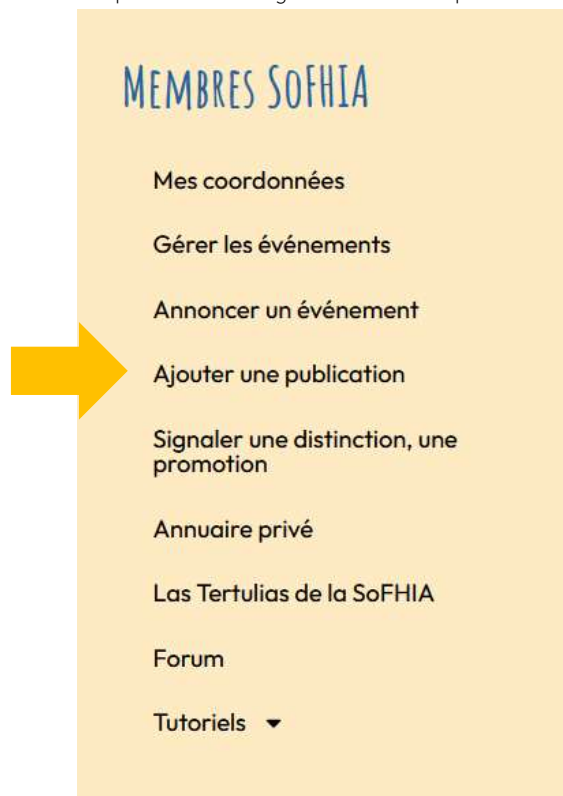 MEMBRES SOFHIA
Mes coordonnées
Gérer les événements
Annoncer un événement
Ajouter une publication
Signaler une distinction, une
promotion
Annuaire privé
Las Tertulias de la SoFHIA
Forum
Tutoriels